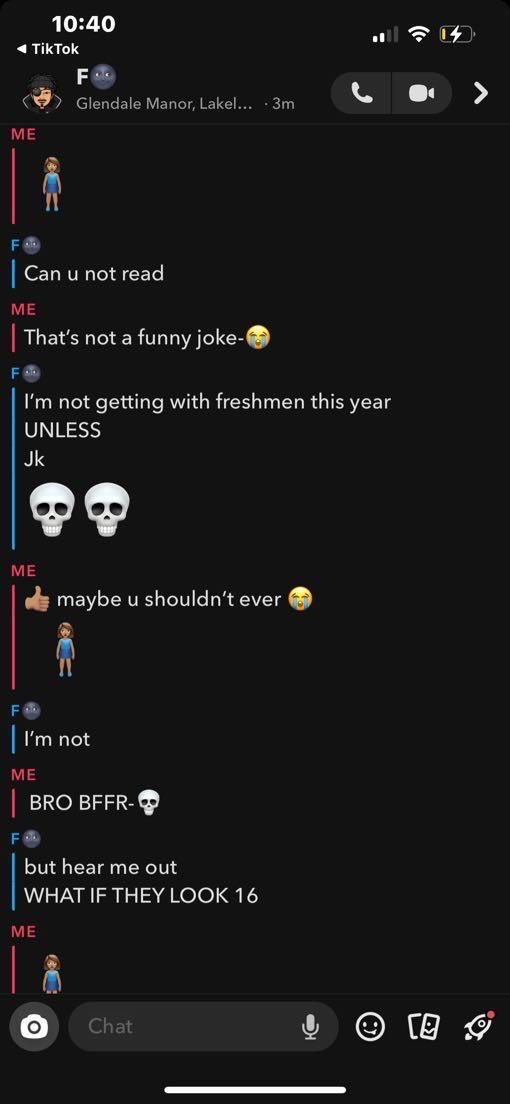 10:40
◀ TikTok
F🌚
Glendale Manor, Lakel... · 3m
ME
🧍🏽‍♀️
F🌚
Can u not read
ME
That's not a funny joke-😭
F🌚
I'm not getting with freshmen this year
UNLESS
Jk
💀💀
ME
👍🏽 maybe u shouldn't ever 😭
🧍🏽‍♀️
F🌚
I'm not
ME
BRO BFFR-💀
F🌚
but hear me out
WHAT IF THEY LOOK 16
ME
🧍🏽‍♀️
Chat